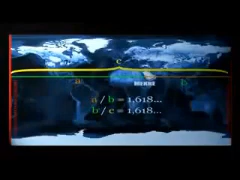 c
a
b
a / b = 1,618...
b / c = 1,618...